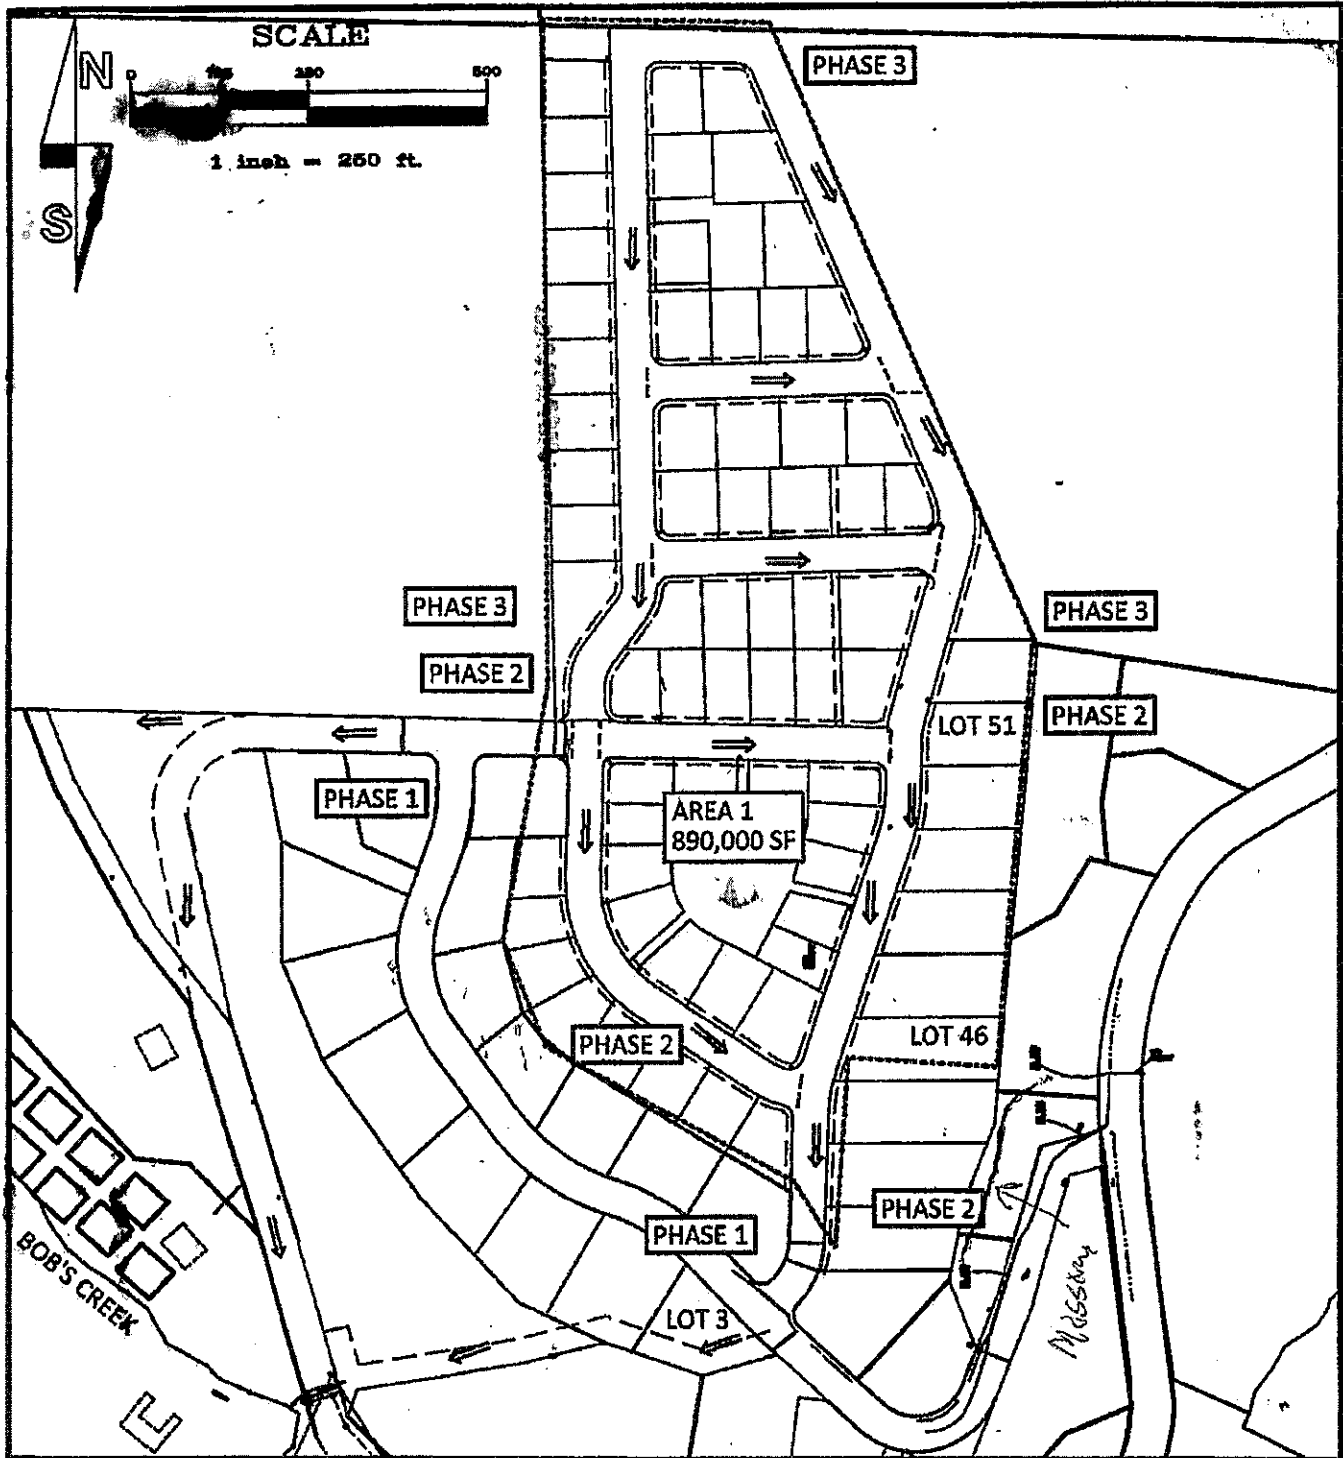 SCALE
N
0 125 250 500
1 inch = 250 ft.
S
PHASE 3
PHASE 3
PHASE 3
PHASE 2
LOT 51
PHASE 2
PHASE 1
AREA 1
890,000 SF
PHASE 2
LOT 46
PHASE 2
PHASE 1
BOB'S CREEK
LOT 3